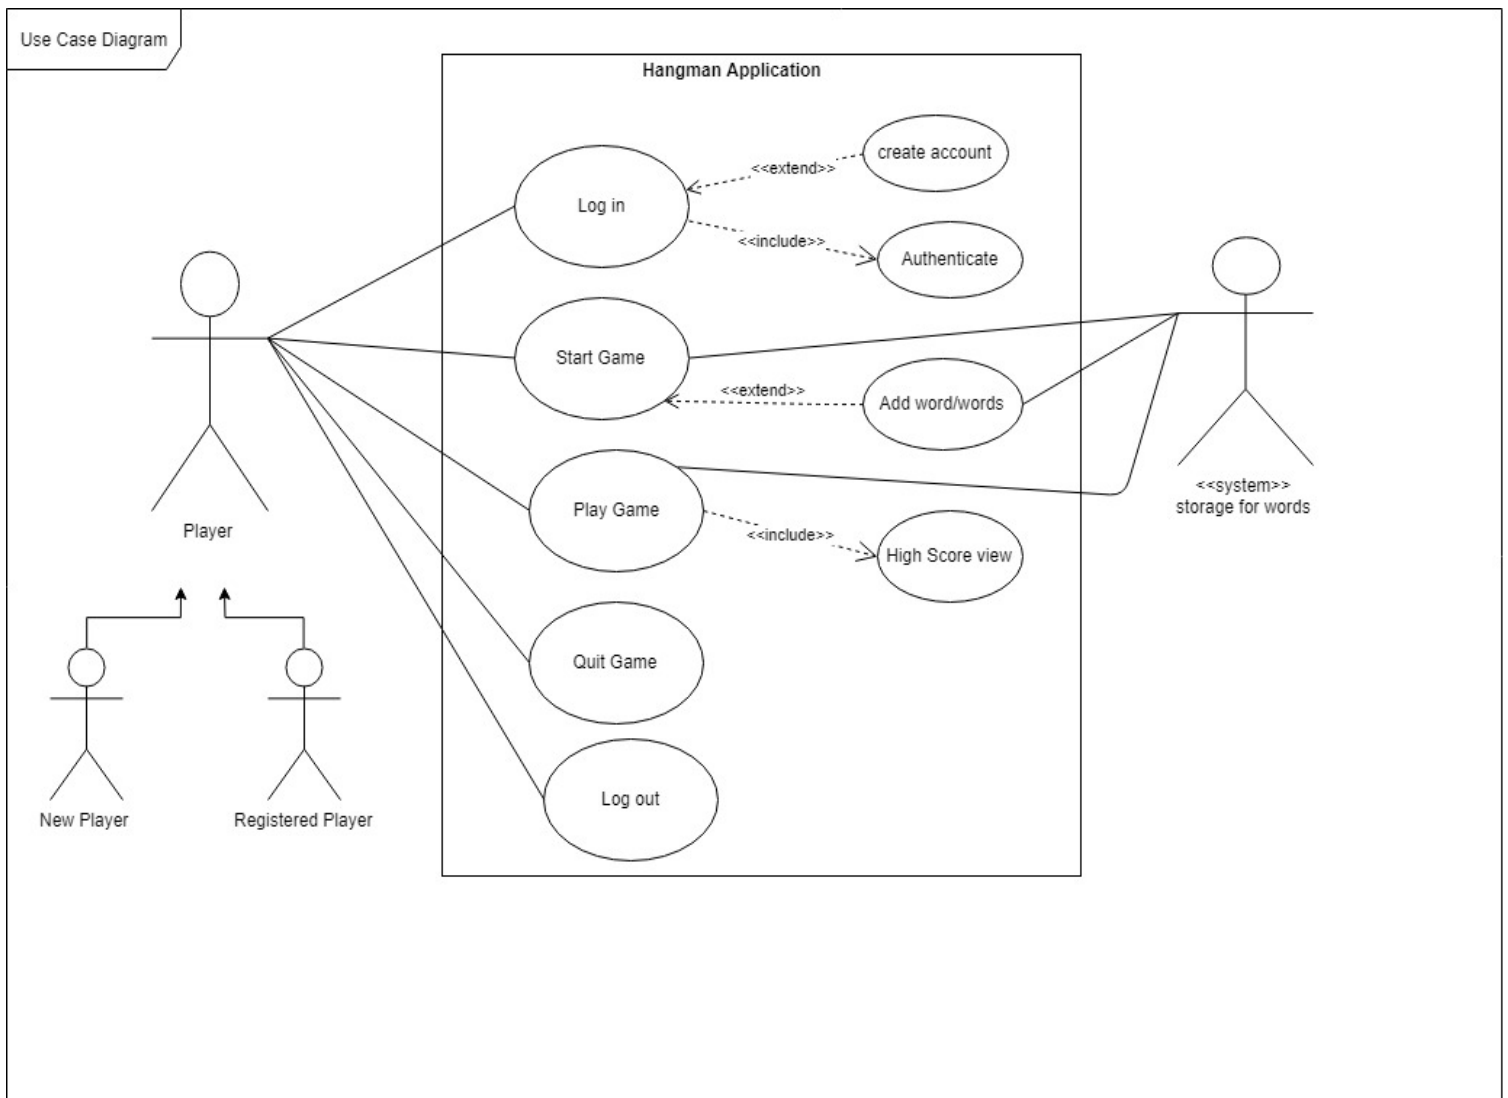 Use Case Diagram
Hangman Application
create account
<<extend>>
Log in
<<include>>
Authenticate
Start Game
<<extend>>
Add word/words
<<system>>
storage for words
Play Game
<<include>>
High Score view
Player
Quit Game
Log out
New Player
Registered Player